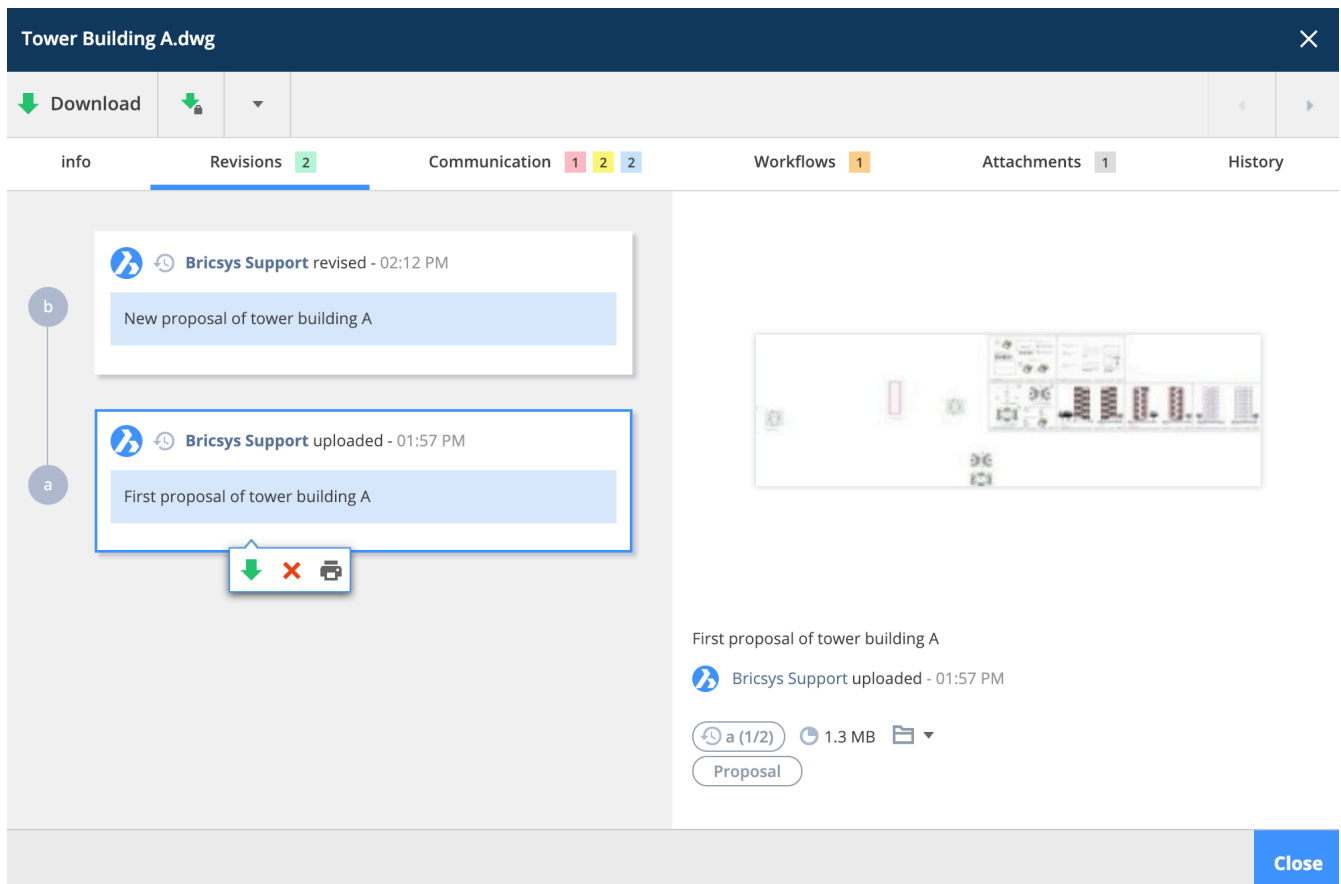 Tower Building A.dwg
Download
info
Revisions 2
Communication 1 2 2
Workflows 1
Attachments 1
History
b
Bricsys Support revised - 02:12 PM
New proposal of tower building A
a
Bricsys Support uploaded - 01:57 PM
First proposal of tower building A
First proposal of tower building A
Bricsys Support uploaded - 01:57 PM
a (1/2) 1.3 MB
Proposal
Close